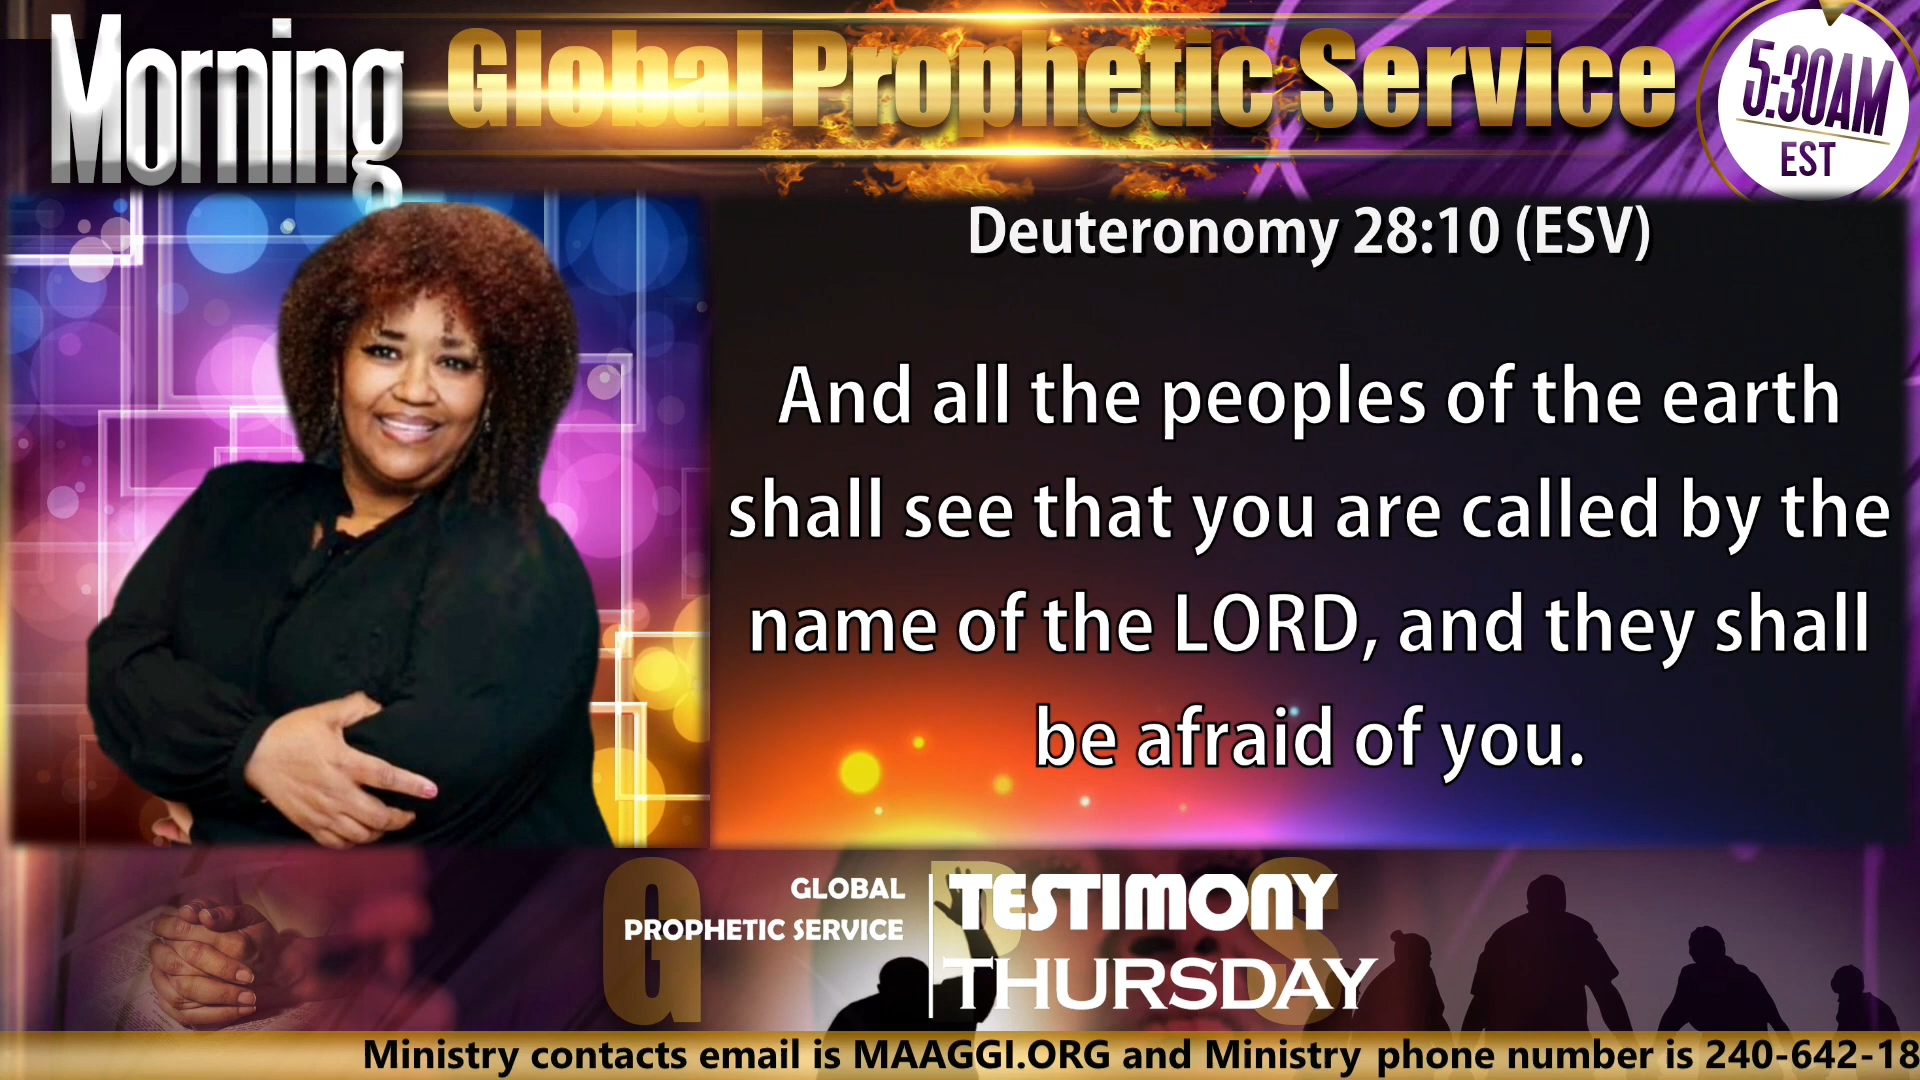 Morning Global Prophetic Service
5:30AM
EST
Deuteronomy 28:10 (ESV)
And all the peoples of the earth
shall see that you are called by the
name of the LORD, and they shall
be afraid of you.
GPS
GLOBAL
PROPHETIC SERVICE
TESTIMONY
THURSDAY
Ministry contacts email is MAAGGI.ORG and Ministry phone number is 240-642-18